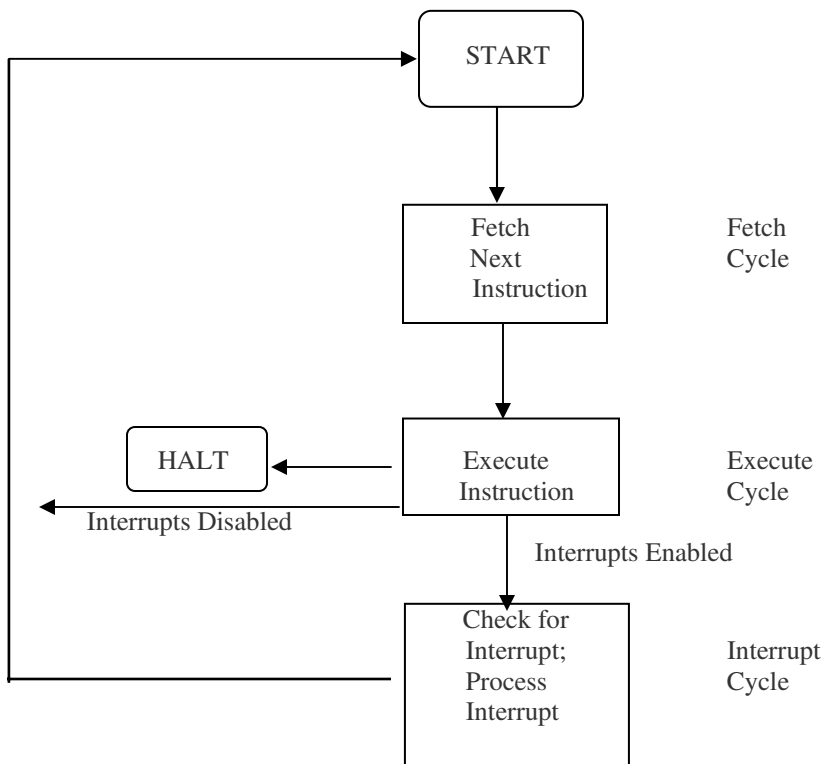 START
Fetch
Next
Instruction
Fetch
Cycle
HALT
Execute
Instruction
Execute
Cycle
Interrupts Disabled
Interrupts Enabled
Check for
Interrupt;
Process
Interrupt
Interrupt
Cycle